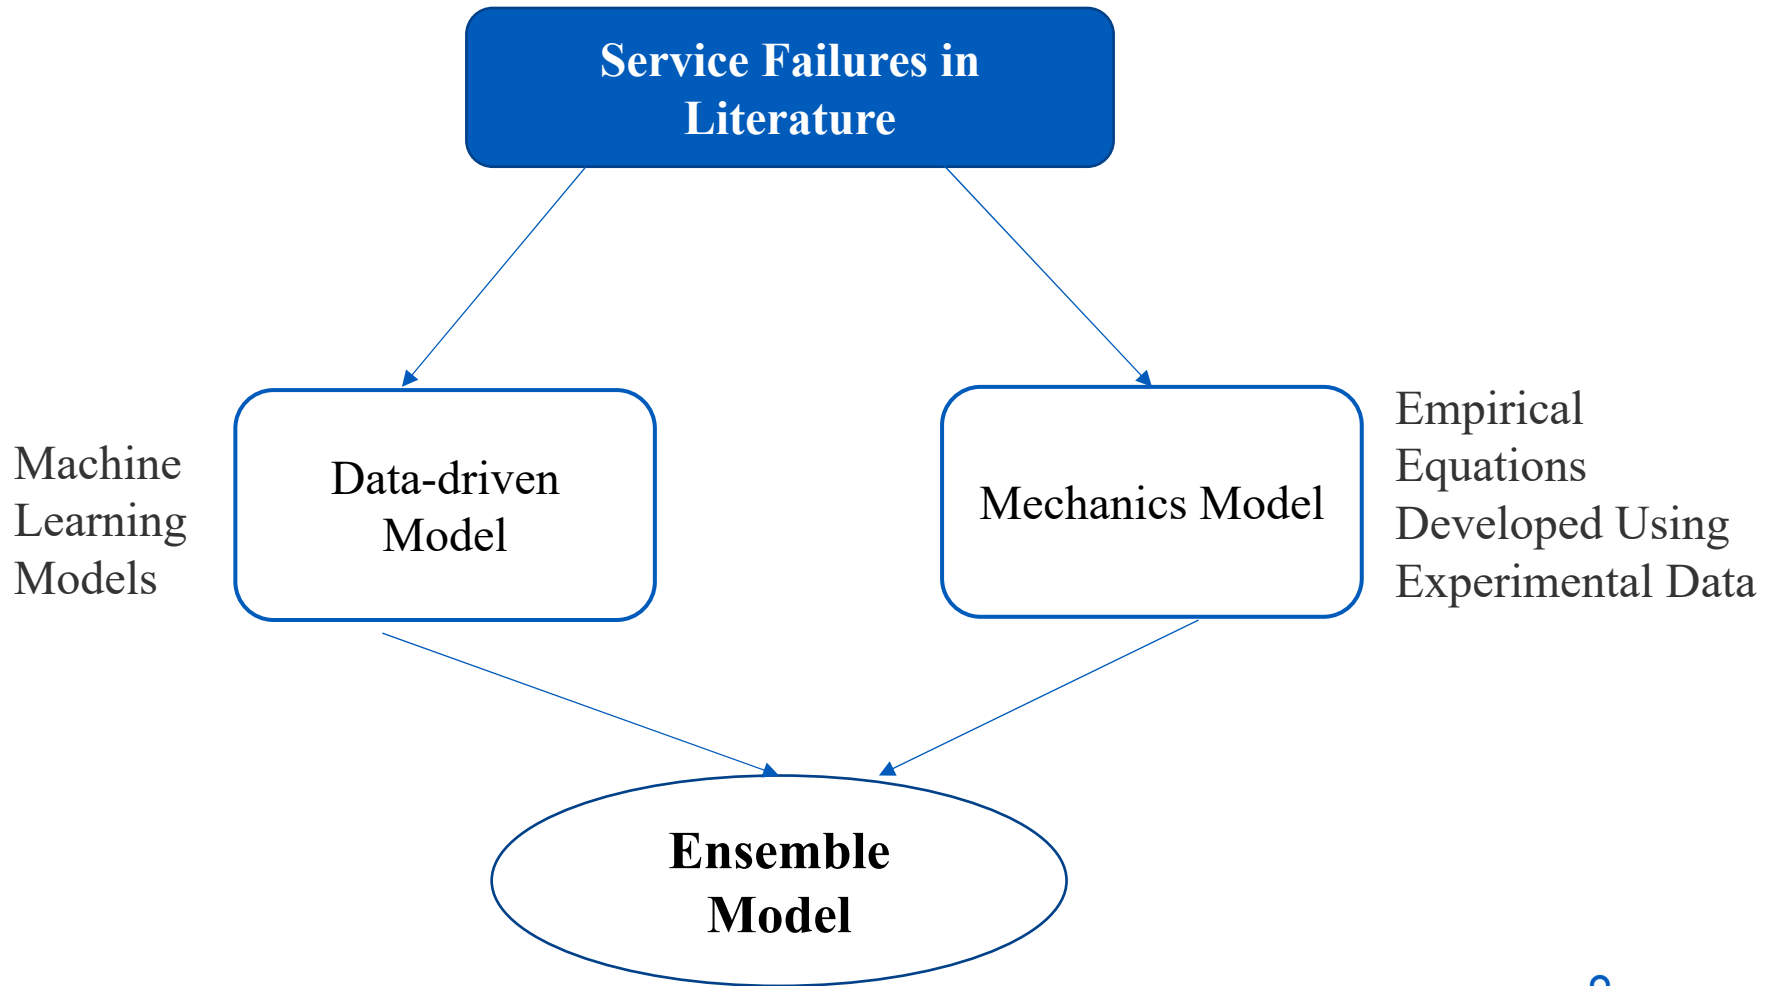 Service Failures in
Literature
Machine
Learning
Models
Data-driven
Model
Mechanics Model
Empirical
Equations
Developed Using
Experimental Data
Ensemble
Model